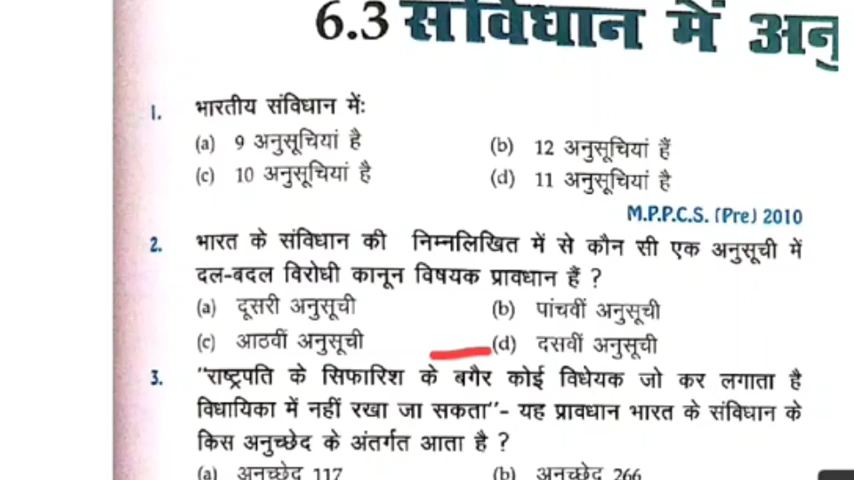 6.3 संविधान में अनु
1. भारतीय संविधान में:
(a) 9 अनुसूचियां है (b) 12 अनुसूचियां हैं
(c) 10 अनुसूचियां है (d) 11 अनुसूचियां है
M.P.P.C.S. (Pre) 2010
2. भारत के संविधान की निम्नलिखित में से कौन सी एक अनुसूची में
दल-बदल विरोधी कानून विषयक प्रावधान हैं ?
(a) दूसरी अनुसूची (b) पांचवीं अनुसूची
(c) आठवीं अनुसूची (d) दसवीं अनुसूची
3. "राष्ट्रपति के सिफारिश के बगैर कोई विधेयक जो कर लगाता है
विधायिका में नहीं रखा जा सकता"- यह प्रावधान भारत के संविधान के
किस अनुच्छेद के अंतर्गत आता है ?
(a) अनुच्छेद 117 (b) अनुच्छेद 266